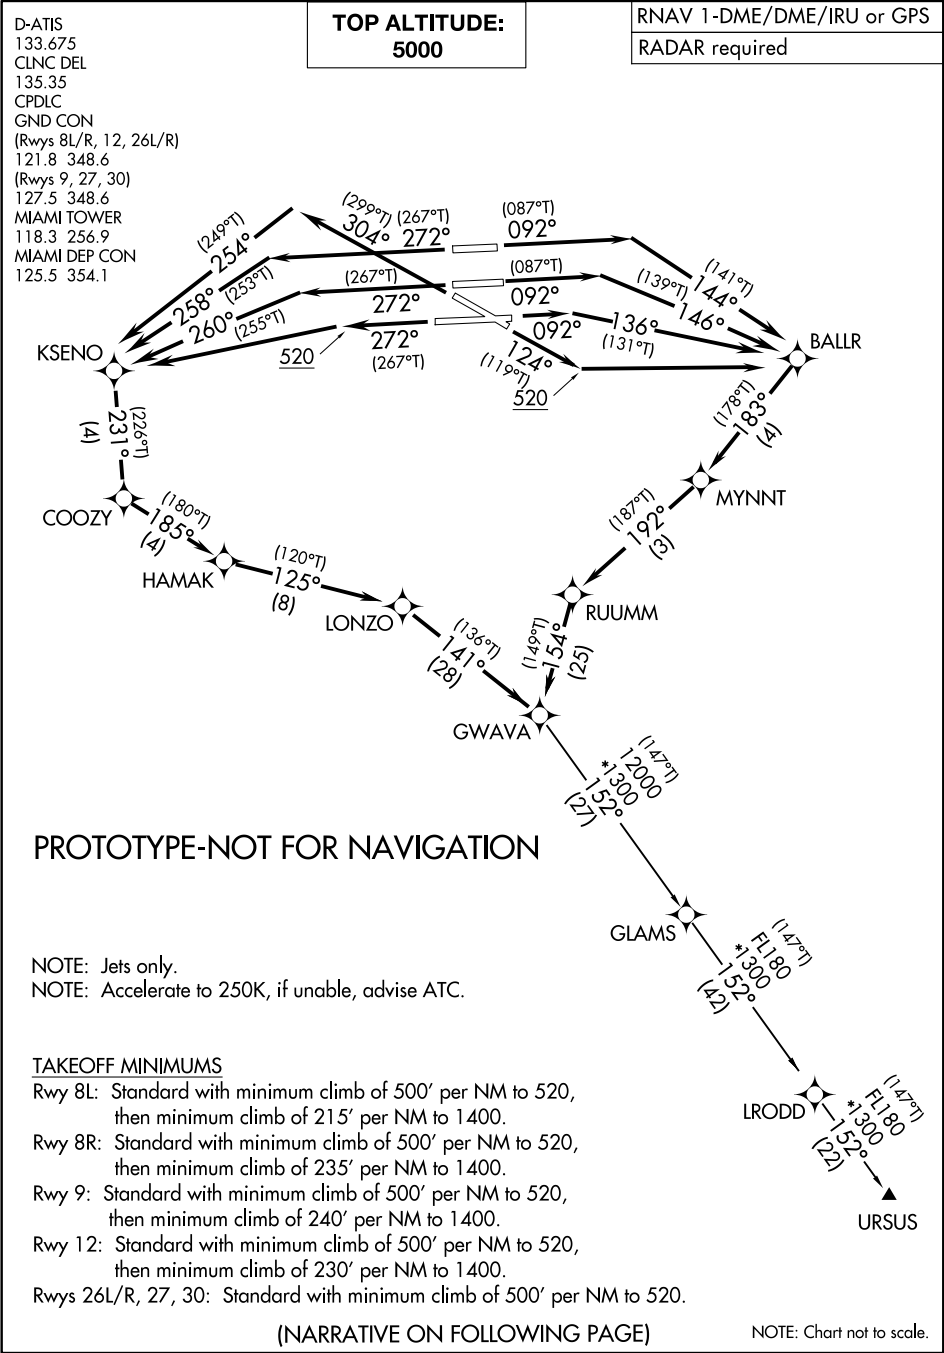 D-ATIS
133.675
CLNC DEL
135.35
CPDLC
GND CON
(Rwys 8L/R, 12, 26L/R)
121.8 348.6
(Rwys 9, 27, 30)
127.5 348.6
MIAMI TOWER
118.3 256.9
MIAMI DEP CON
125.5 354.1
TOP ALTITUDE:
5000
RNAV 1-DME/DME/IRU or GPS
RADAR required
(249°T)
254°
(299°T)
304°
(267°T)
272°
(087°T)
092°
(141°T)
144°
258°
(253°T)
(267°T)
272°
(087°T)
092°
(139°T)
146°
260°
(255°T)
520
272°
(267°T)
092°
136°
(131°T)
124°
(119°T)
520
KSENO
BALLR
(226°T)
231°
(4)
(178°T)
183°
(4)
COOZY
MYNNT
(180°T)
185°
(4)
(187°T)
192°
(3)
HAMAK
(120°T)
125°
(8)
LONZO
RUUMM
(136°T)
141°
(28)
(149°T)
154°
(25)
GWAVA
(147°T)
12000
*1300
152°
(27)
PROTOTYPE-NOT FOR NAVIGATION
GLAMS
(147°T)
FL180
*1300
152°
(42)
NOTE: Jets only.
NOTE: Accelerate to 250K, if unable, advise ATC.
LRODD
(147°T)
FL180
*1300
152°
(22)
URSUS
TAKEOFF MINIMUMS
Rwy 8L: Standard with minimum climb of 500' per NM to 520,
then minimum climb of 215' per NM to 1400.
Rwy 8R: Standard with minimum climb of 500' per NM to 520,
then minimum climb of 235' per NM to 1400.
Rwy 9: Standard with minimum climb of 500' per NM to 520,
then minimum climb of 240' per NM to 1400.
Rwy 12: Standard with minimum climb of 500' per NM to 520,
then minimum climb of 230' per NM to 1400.
Rwys 26L/R, 27, 30: Standard with minimum climb of 500' per NM to 520.
(NARRATIVE ON FOLLOWING PAGE)
NOTE: Chart not to scale.